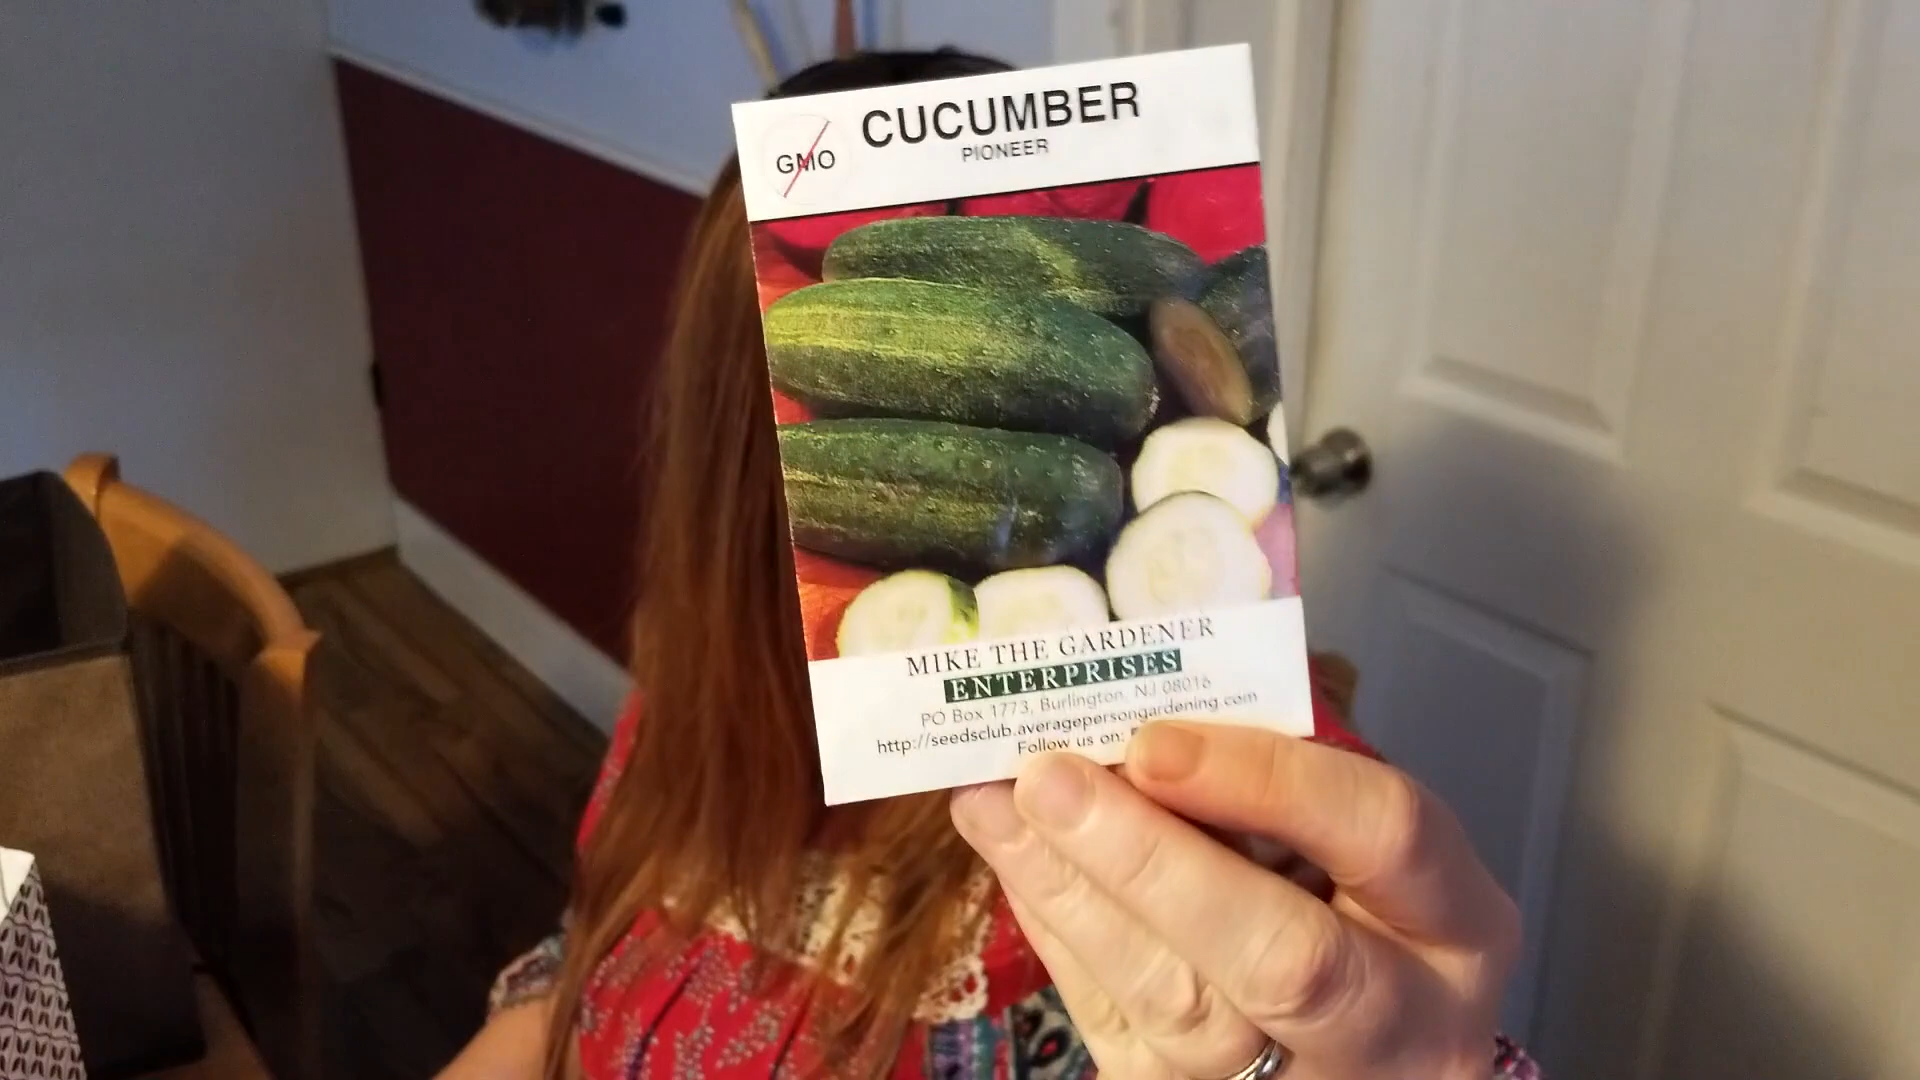 CUCUMBER
PIONEER
GMO
MIKE THE GARDENER
ENTERPRISES
PO Box 1773, Burlington, NJ 08016
http://seedsclub.averagepersongardening.com
Follow us on: